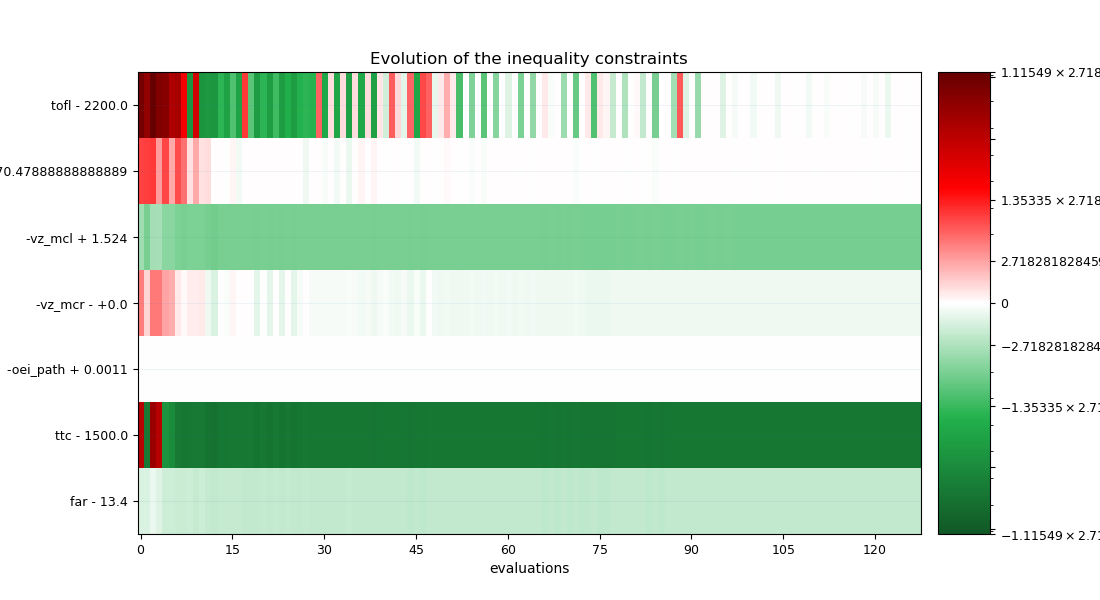 Evolution of the inequality constraints
tofl - 2200.0
70.47888888888889
-vz_mcl + 1.524
-vz_mcr - +0.0
-oei_path + 0.0011
ttc - 1500.0
far - 13.4
0 15 30 45 60 75 90 105 120
evaluations
1.11549 × 2.718
1.35335 × 2.718
2.718281828459
0
−2.7182818284
−1.35335 × 2.71
−1.11549 × 2.71